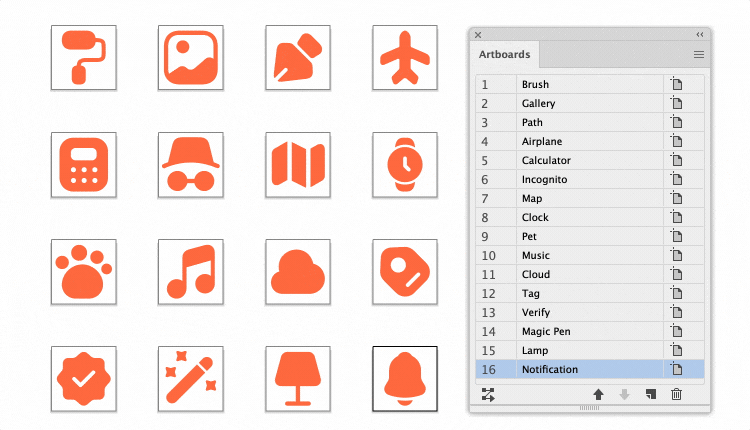 Artboards
1 Brush
2 Gallery
3 Path
4 Airplane
5 Calculator
6 Incognito
7 Map
8 Clock
9 Pet
10 Music
11 Cloud
12 Tag
13 Verify
14 Magic Pen
15 Lamp
16 Notification